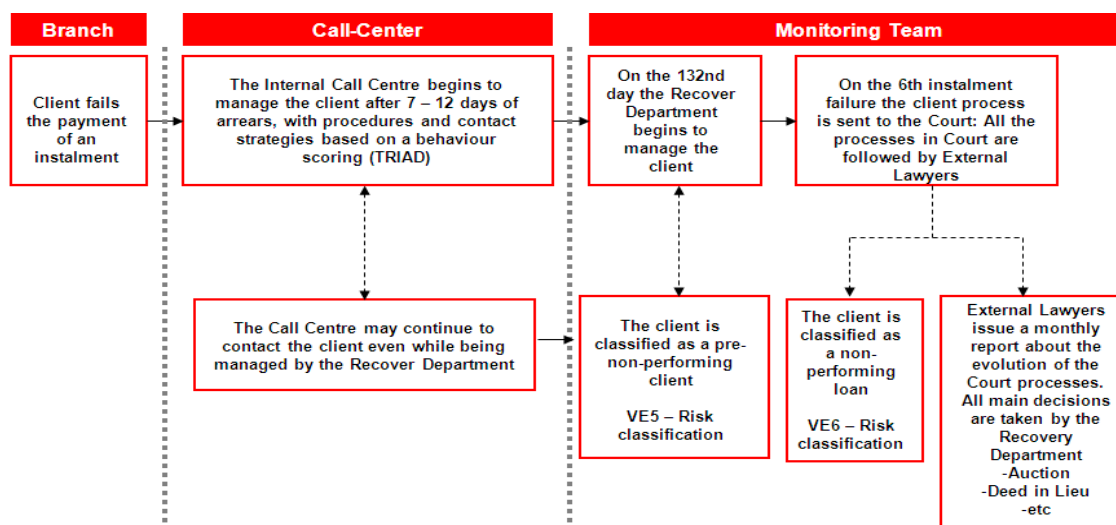 Branch
Call-Center
Monitoring Team
Client fails
the payment
of an
instalment
The Internal Call Centre begins to
manage the client after 7 – 12 days of
arrears, with procedures and contact
strategies based on a behaviour
scoring (TRIAD)
On the 132nd
day the Recover
Department
begins to
manage the
client
On the 6th instalment
failure the client process
is sent to the Court: All the
processes in Court are
followed by External
Lawyers
The Call Centre may continue to
contact the client even while being
managed by the Recover Department
The client is
classified as a pre-
non-performing
client
VE5 – Risk
classification
The client is
classified as
a non-
performing
loan
VE6 – Risk
classification
External Lawyers
issue a monthly
report about the
evolution of the
Court processes.
All main decisions
are taken by the
Recovery
Department
-Auction
-Deed in Lieu
-etc